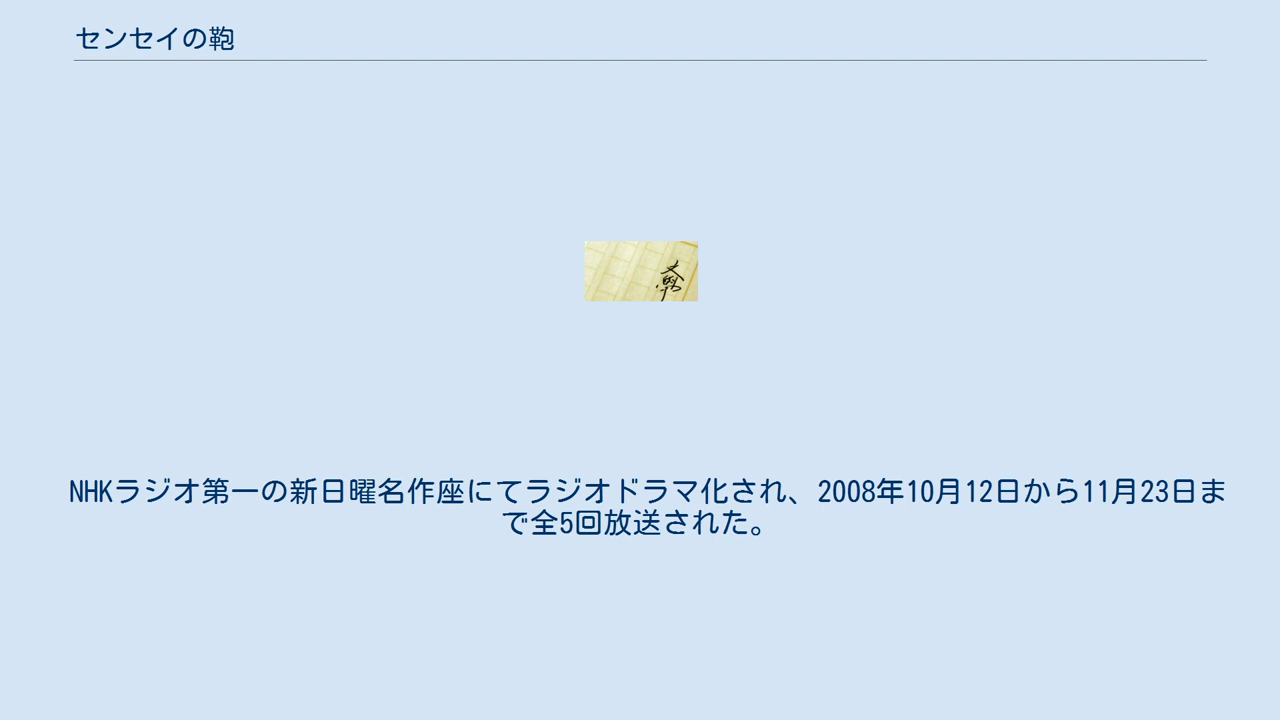 センセイの鞄
NHKラジオ第一の新日曜名作座にてラジオドラマ化され、2008年10月12日から11月23日ま
で全5回放送された。